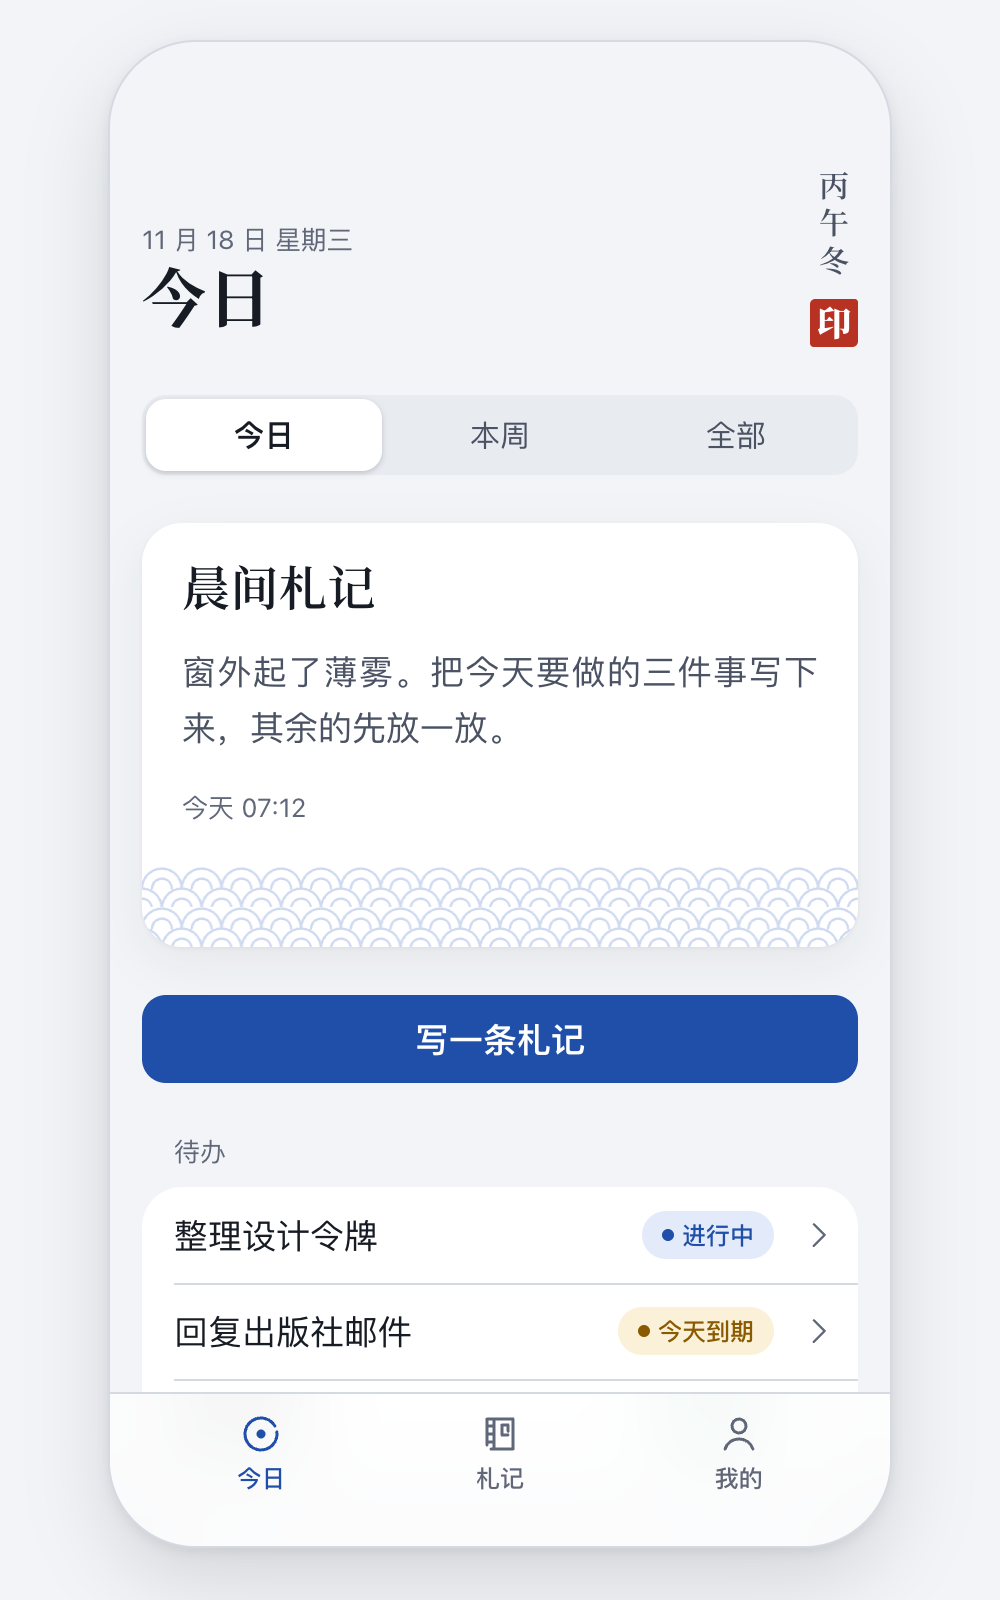 丙午冬
印
11 月 18 日 星期三
今日
今日 本周 全部
晨间札记
窗外起了薄雾。把今天要做的三件事写下
来，其余的先放一放。
今天 07:12
写一条札记
待办
整理设计令牌 进行中
回复出版社邮件 今天到期
今日 札记 我的